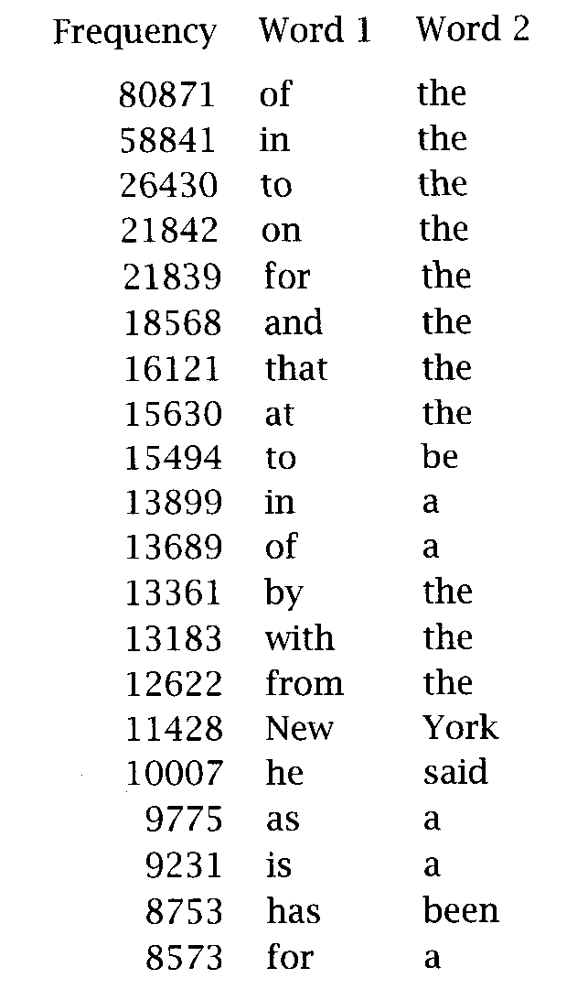 Frequency Word 1 Word 2
80871 of the
58841 in the
26430 to the
21842 on the
21839 for the
18568 and the
16121 that the
15630 at the
15494 to be
13899 in a
13689 of a
13361 by the
13183 with the
12622 from the
11428 New York
10007 he said
9775 as a
9231 is a
8753 has been
8573 for a